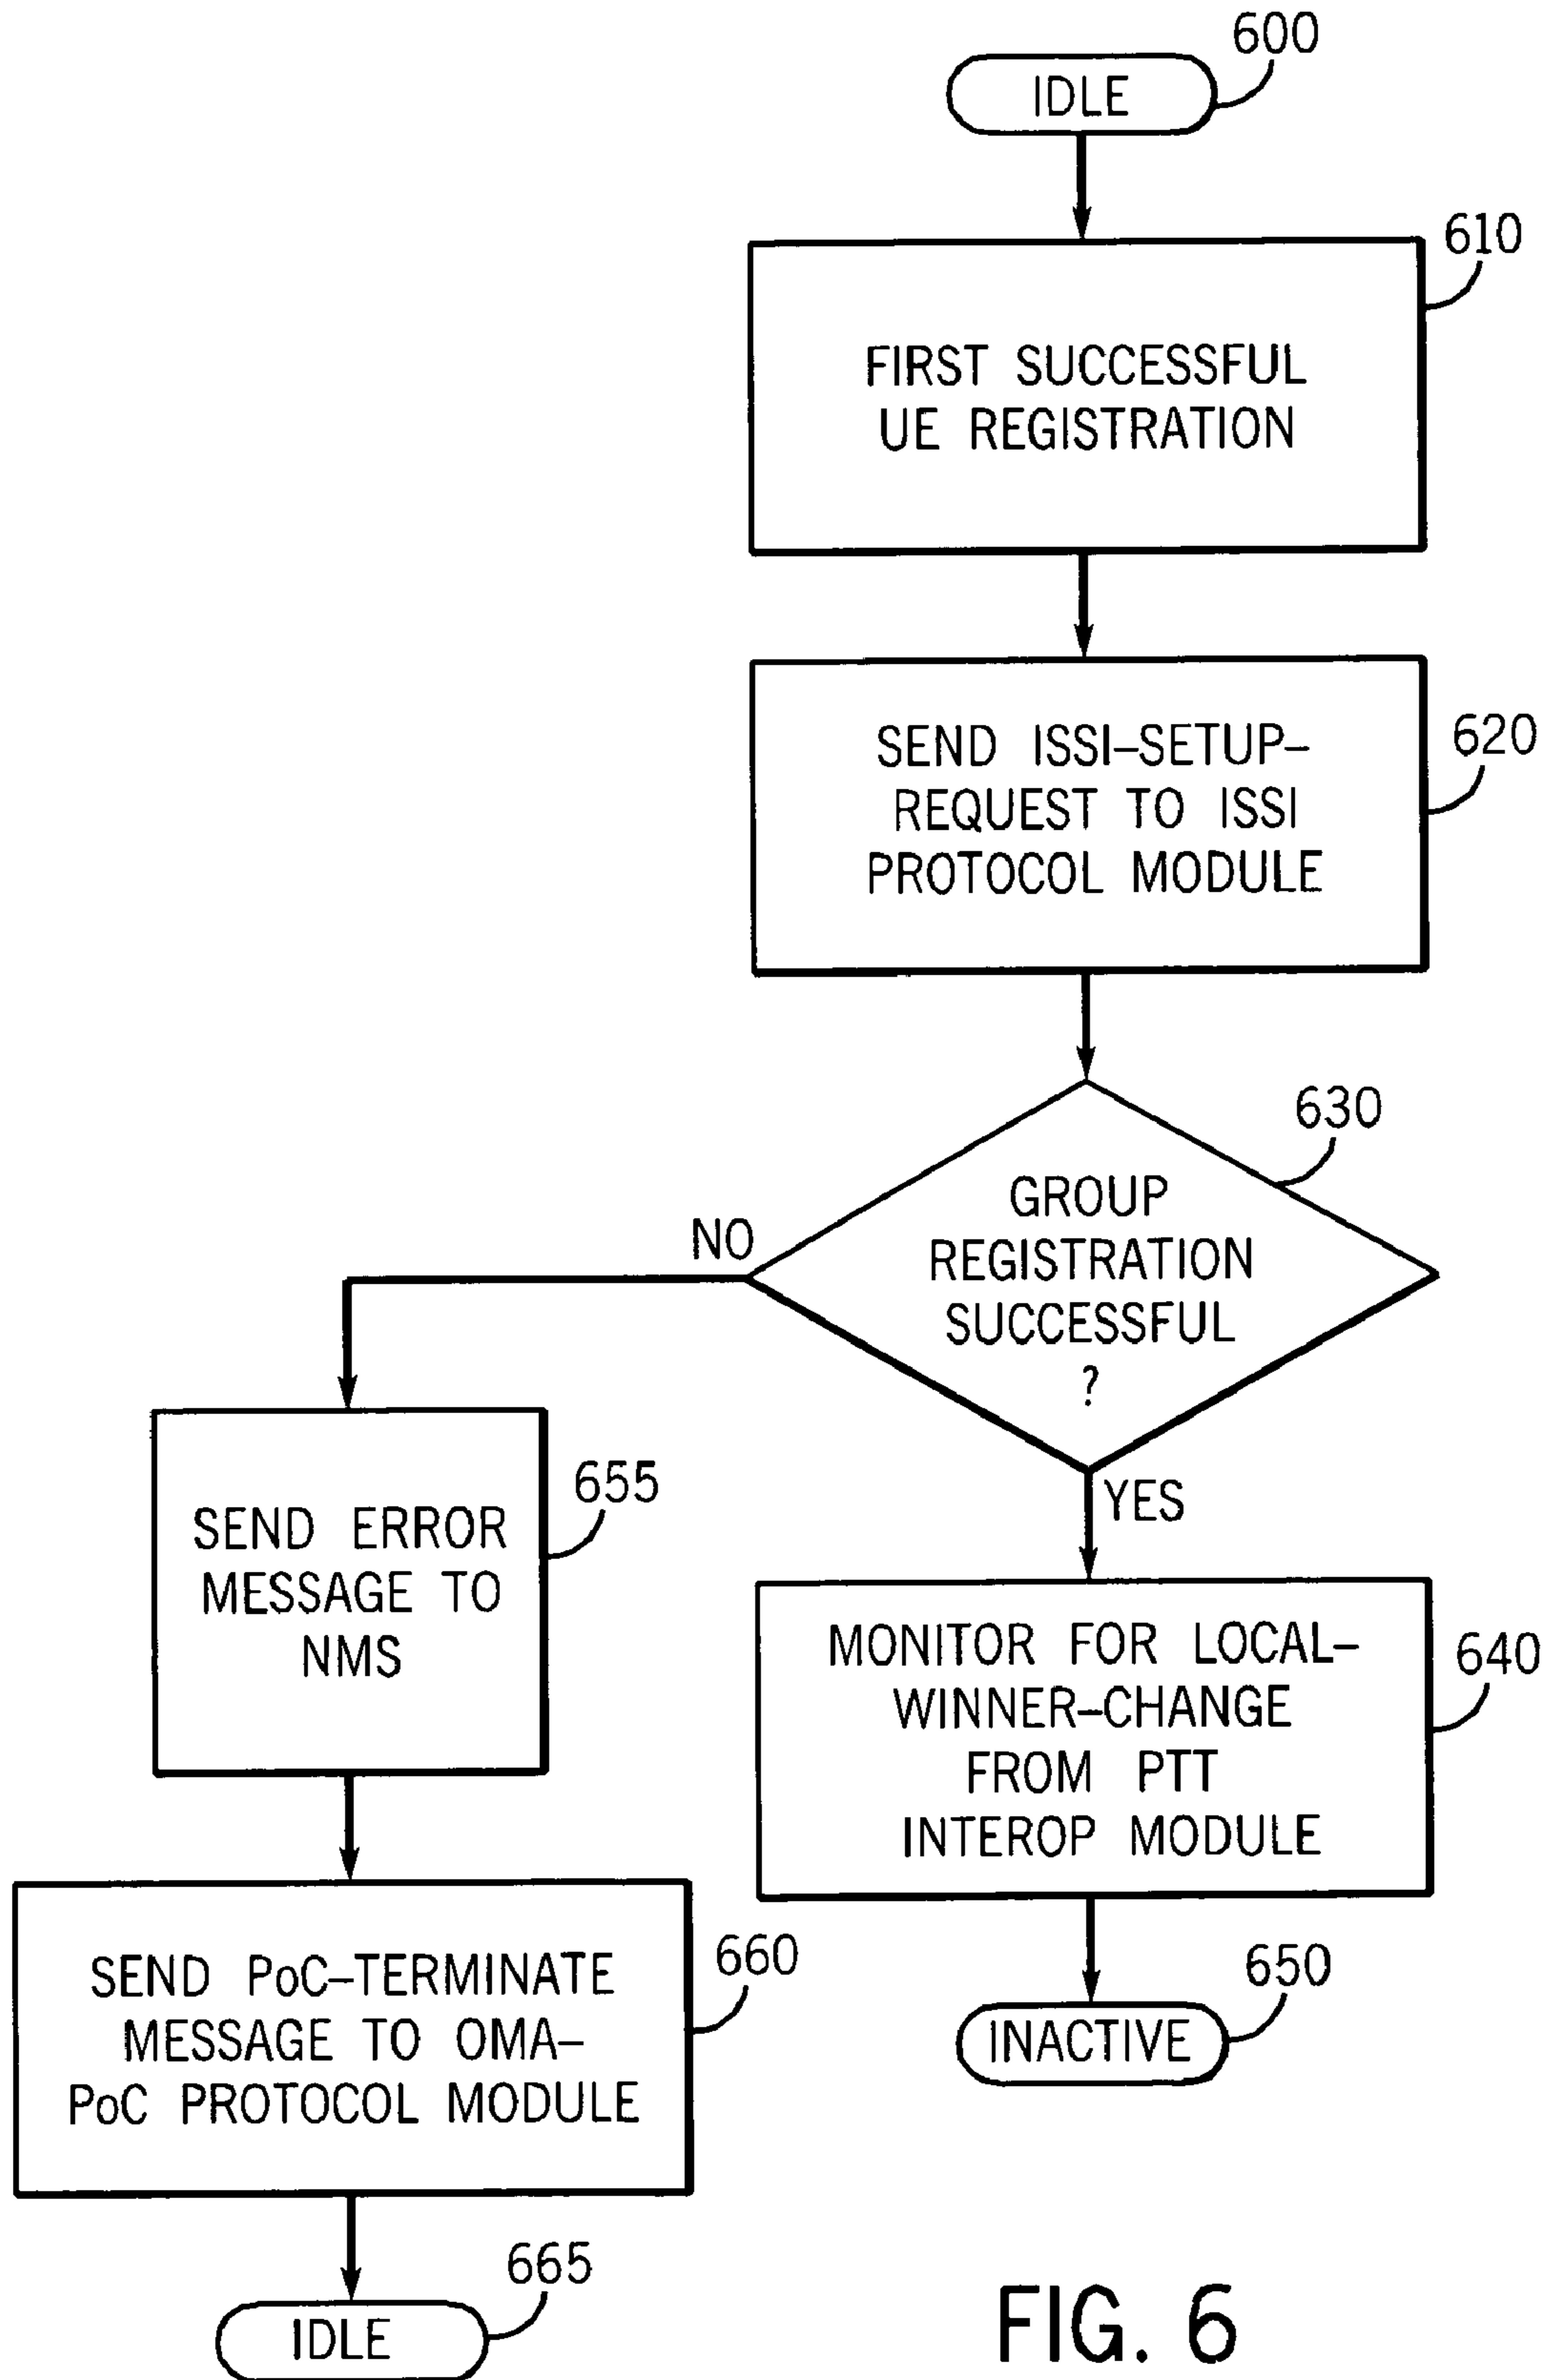 600
IDLE
610
FIRST SUCCESSFUL
UE REGISTRATION
620
SEND ISSI–SETUP–
REQUEST TO ISSI
PROTOCOL MODULE
630
GROUP
REGISTRATION
SUCCESSFUL
?
NO
YES
655
SEND ERROR
MESSAGE TO
NMS
640
MONITOR FOR LOCAL–
WINNER–CHANGE
FROM PTT
INTEROP MODULE
660
SEND PoC–TERMINATE
MESSAGE TO OMA–
PoC PROTOCOL MODULE
650
INACTIVE
665
IDLE
FIG. 6